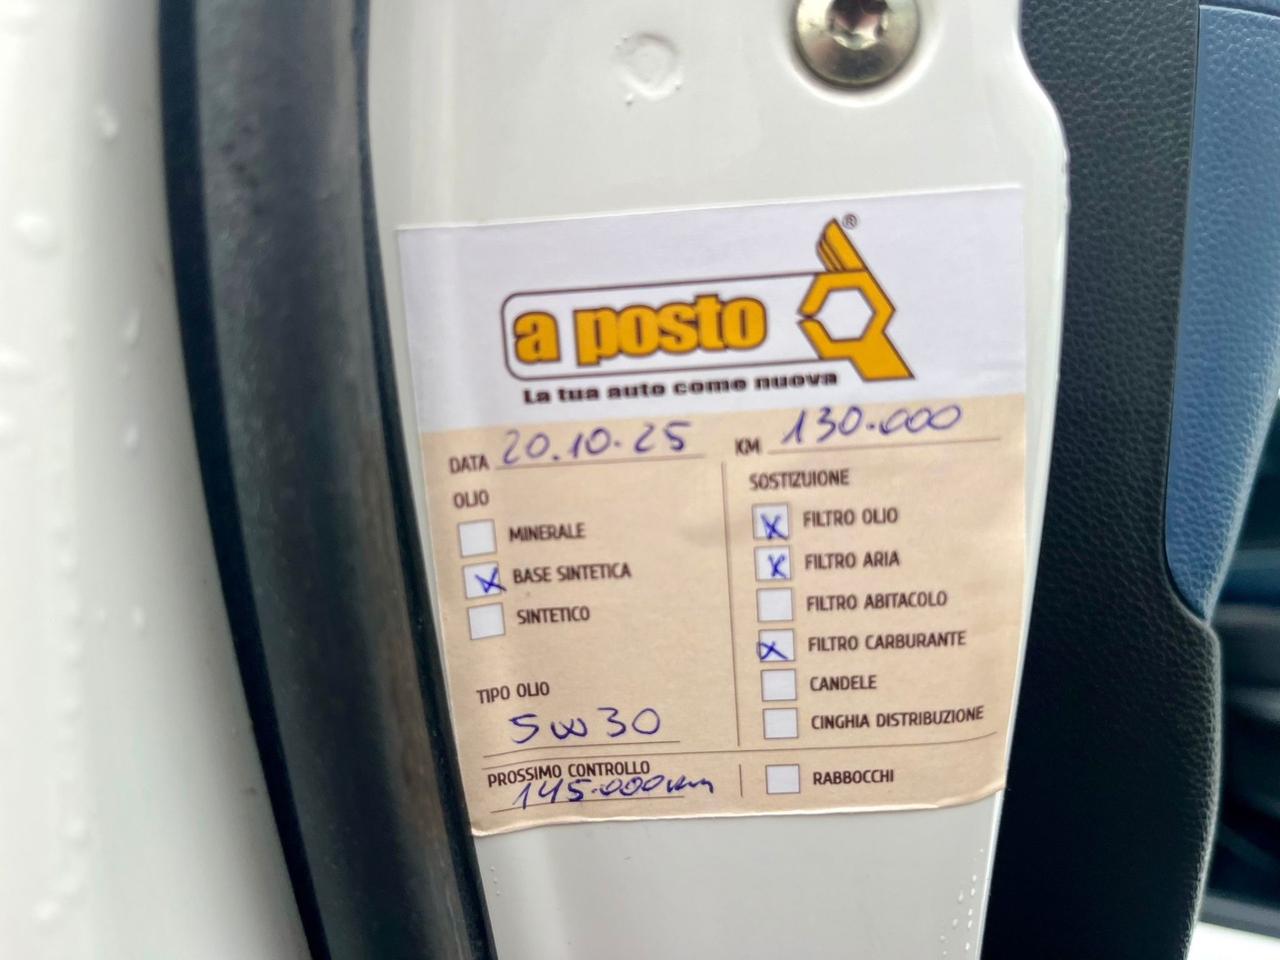 ®
a posto
La tua auto come nuova
DATA 20.10.25 KM 130.000
OLIO
MINERALE
BASE SINTETICA
SINTETICO
TIPO OLIO
5W30
PROSSIMO CONTROLLO
145.000km
SOSTIZUIONE
FILTRO OLIO
FILTRO ARIA
FILTRO ABITACOLO
FILTRO CARBURANTE
CANDELE
CINGHIA DISTRIBUZIONE
RABBOCCHI